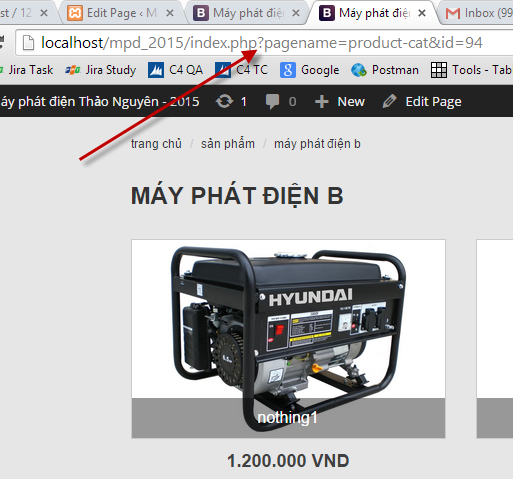 st / 12
Edit Page ‹ M
Máy phát điệ
Máy phát điệ
Inbox (99
localhost/mpd_2015/index.php?pagename=product-cat&id=94
Jira Task
Jira Study
C4 QA
C4 TC
Google
Postman
Tools - Tab
áy phát điện Thảo Nguyên - 2015
1
0
New
Edit Page
trang chủ / sản phẩm / máy phát điện b
MÁY PHÁT ĐIỆN B
HYUNDAI
nothing1
1.200.000 VND